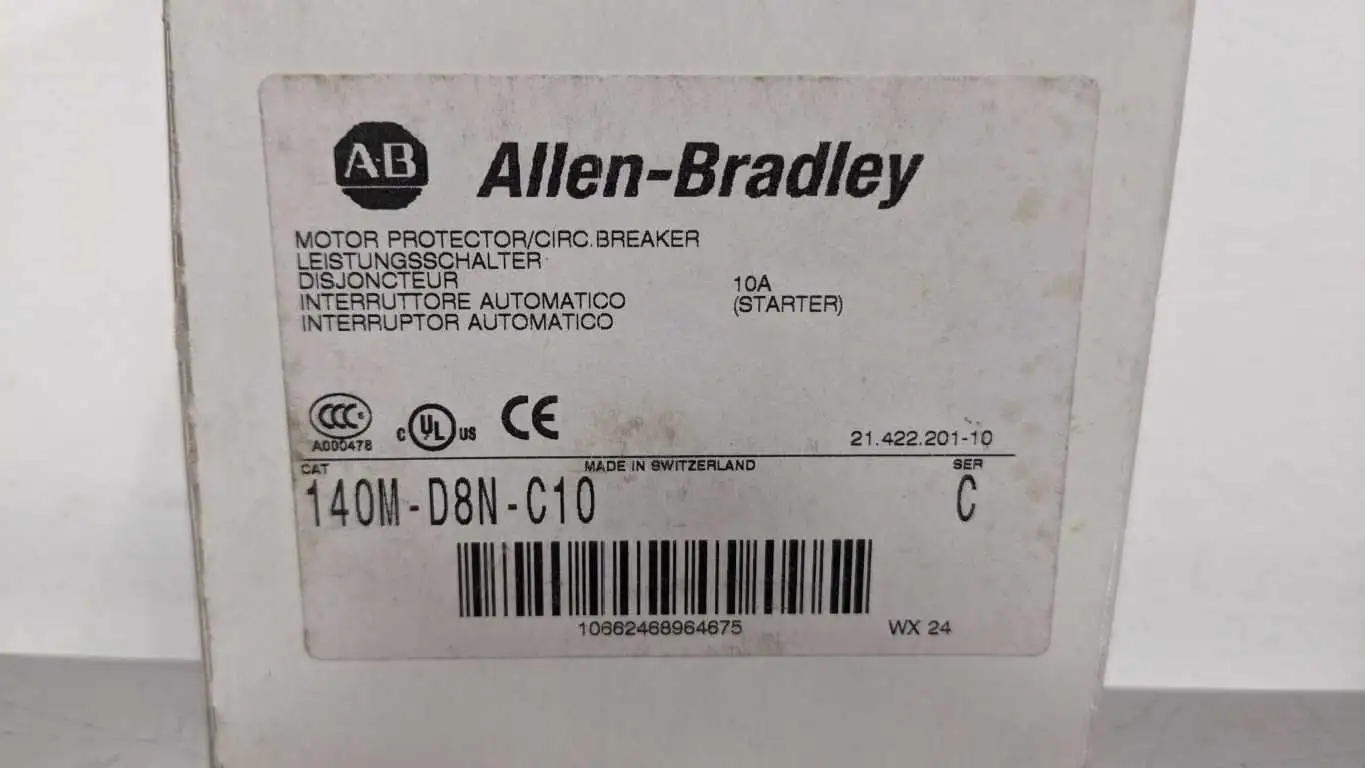 A-B Allen-Bradley
MOTOR PROTECTOR/CIRC.BREAKER
LEISTUNGSSCHALTER
DISJONCTEUR 10A
INTERRUTTORE AUTOMATICO (STARTER)
INTERRUPTOR AUTOMATICO
CCC
A000478
C UL US CE
21.422.201-10
CAT MADE IN SWITZERLAND SER
140M-D8N-C10 C
10662468964675 WX 24